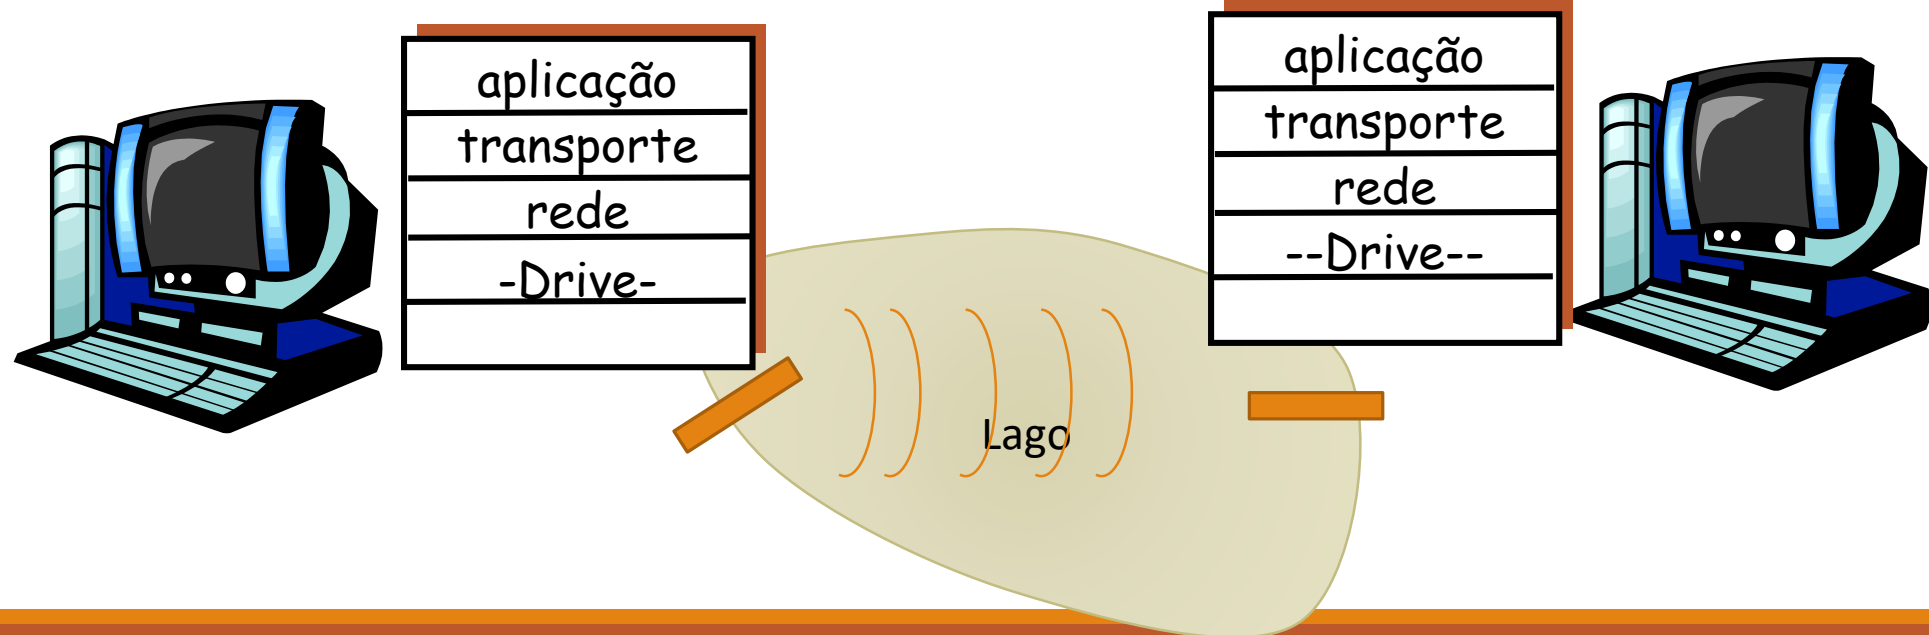 aplicação
transporte
rede
-Drive-
aplicação
transporte
rede
--Drive--
Lago